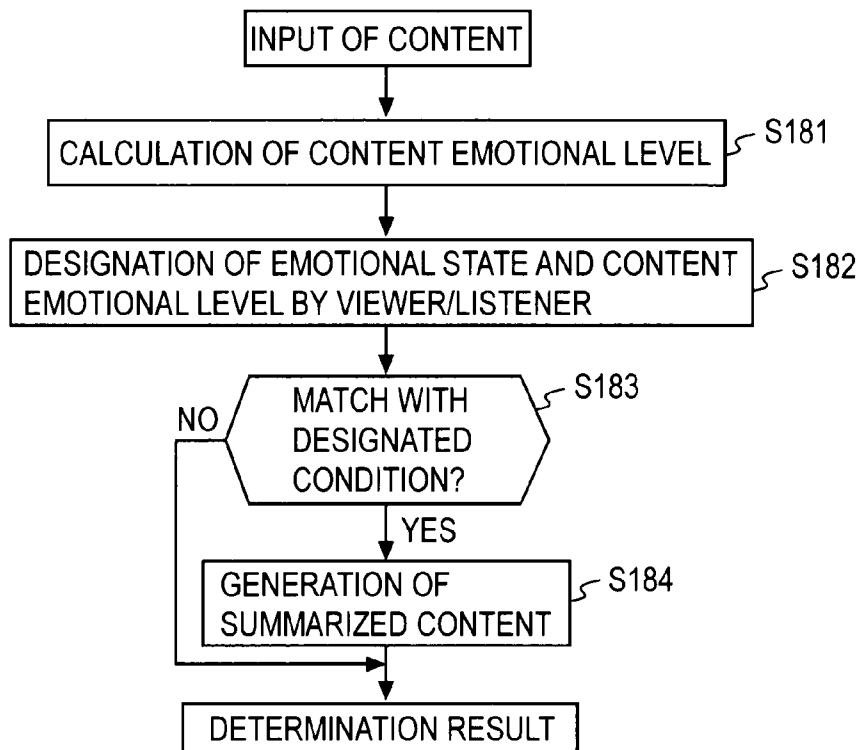 INPUT OF CONTENT
CALCULATION OF CONTENT EMOTIONAL LEVEL
S181
DESIGNATION OF EMOTIONAL STATE AND CONTENT
EMOTIONAL LEVEL BY VIEWER/LISTENER
S182
MATCH WITH
DESIGNATED
CONDITION?
S183
NO
YES
GENERATION OF
SUMMARIZED CONTENT
S184
DETERMINATION RESULT